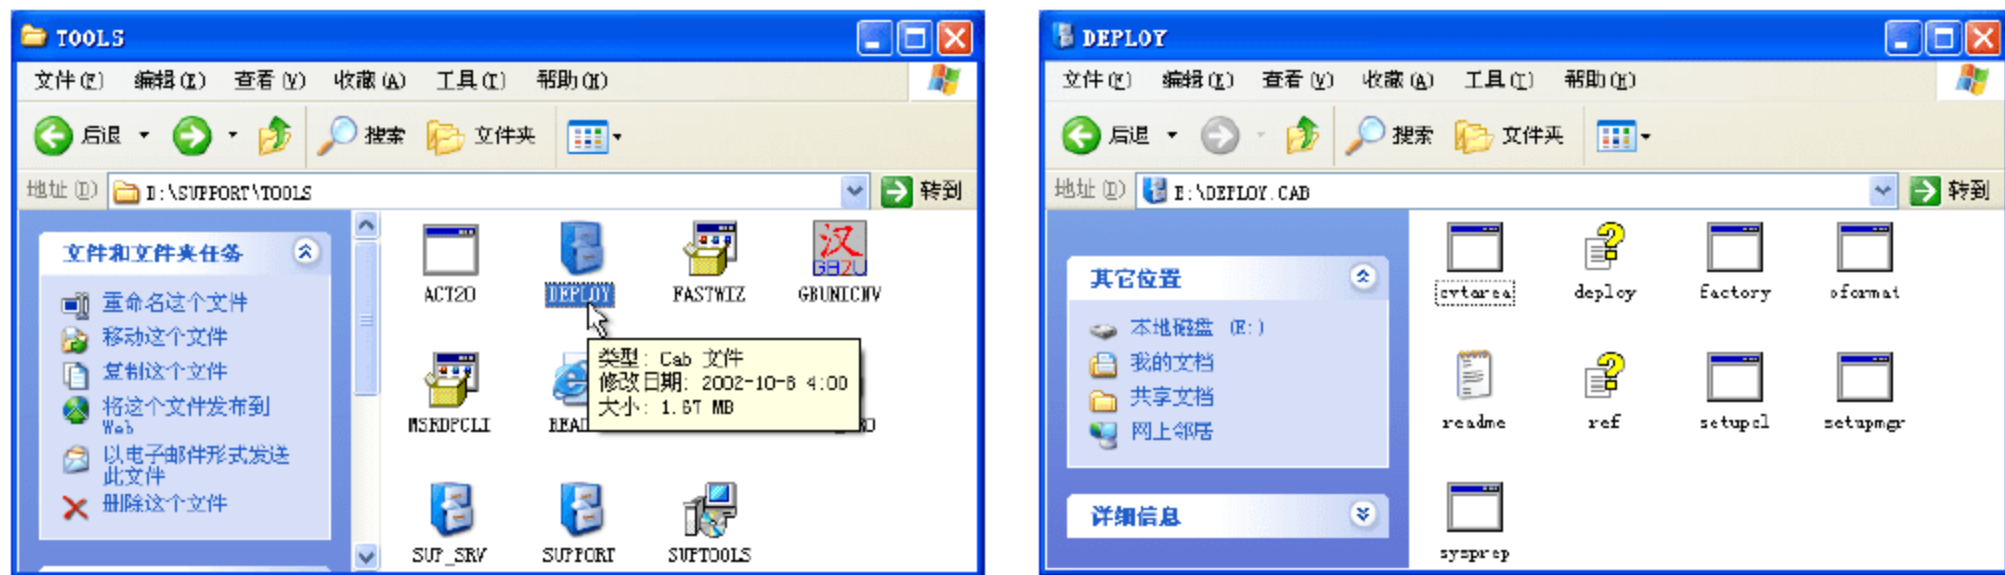 TOOLS
文件(F) 编辑(E) 查看(V) 收藏(A) 工具(T) 帮助(H)
后退 搜索 文件夹
地址(D) D:\SUPPORT\TOOLS 转到
文件和文件夹任务
重命名这个文件
移动这个文件
复制这个文件
将这个文件发布到
Web
以电子邮件形式发送
此文件
删除这个文件
ACT20 DEPLOY FASTWIZ GBUNICNV
类型: Cab 文件
修改日期: 2002-10-8 4:00
大小: 1.67 MB
MSRDPCLI READ
SUP_SRV SUPPORT SUPTOOLS
DEPLOY
文件(F) 编辑(E) 查看(V) 收藏(A) 工具(T) 帮助(H)
后退 搜索 文件夹
地址(D) E:\DEPLOY.CAB 转到
其它位置
本地磁盘 (E:)
我的文档
共享文档
网上邻居
详细信息
cvtarea deploy factory oformat
readme ref setupcl setupmgr
sysprep